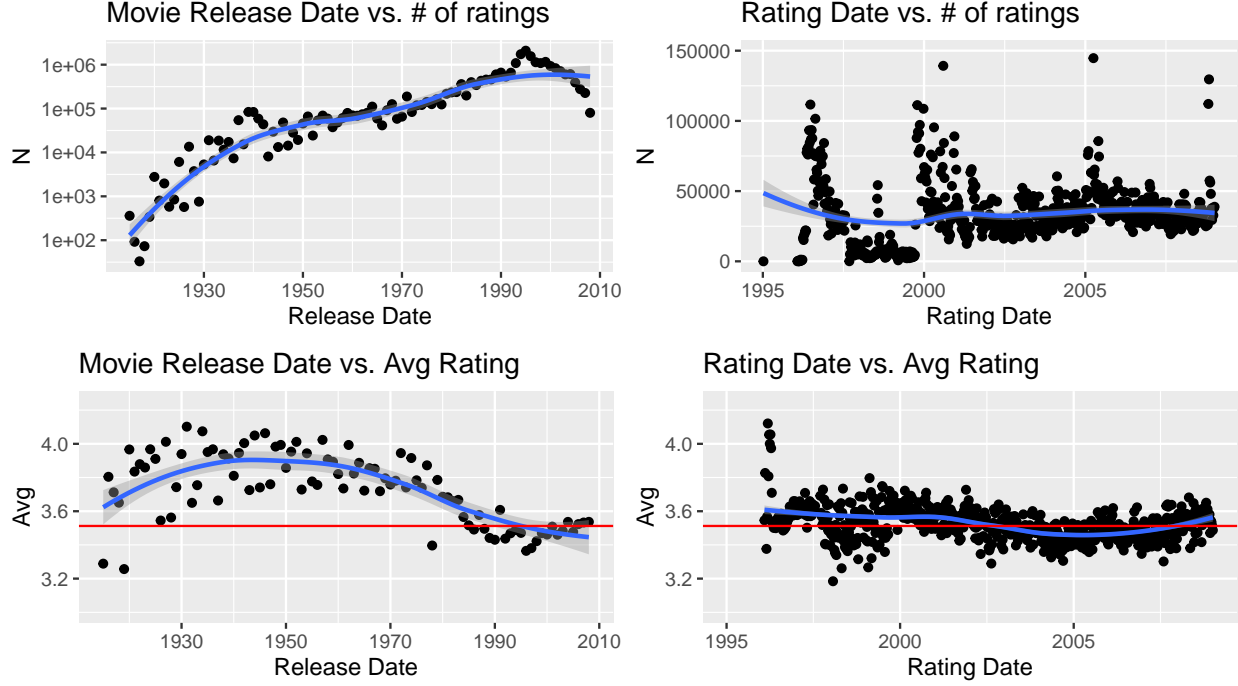 Movie Release Date vs. # of ratings
1e+06
1e+05
1e+04
1e+03
1e+02
N
1930 1950 1970 1990 2010
Release Date
Rating Date vs. # of ratings
150000
100000
50000
0
N
1995 2000 2005
Rating Date
Movie Release Date vs. Avg Rating
4.0
3.6
3.2
Avg
1930 1950 1970 1990 2010
Release Date
Rating Date vs. Avg Rating
4.0
3.6
3.2
Avg
1995 2000 2005
Rating Date